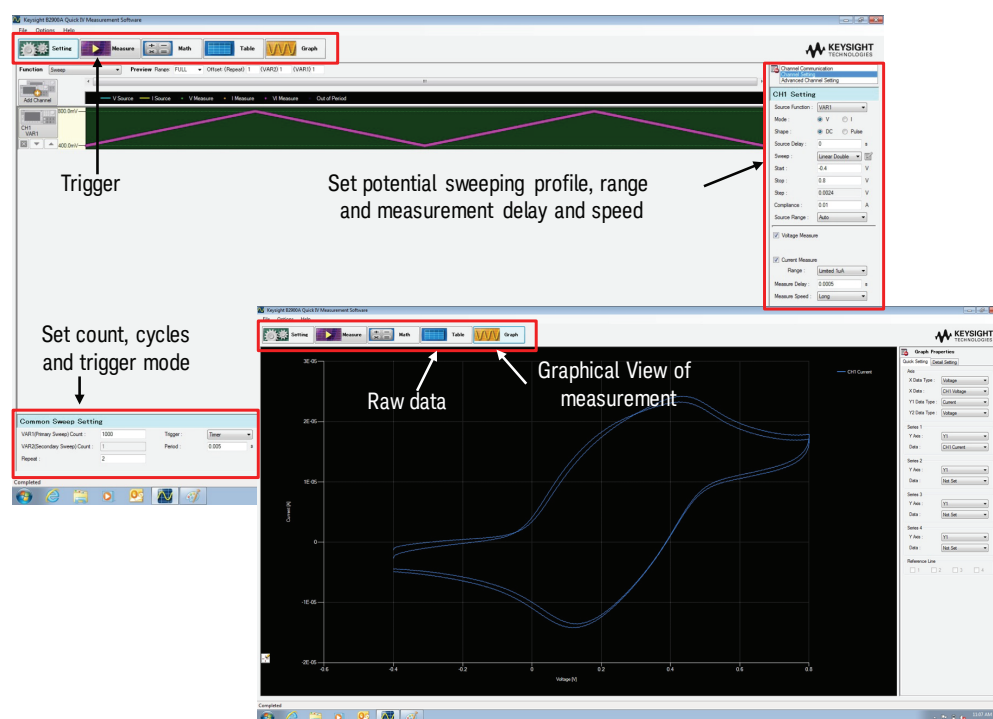 Keysight B2900A Quick IV Measurement Software
File Options Help
Setting Measure Math Table Graph
KEYSIGHT
TECHNOLOGIES
Function Sweep Preview Range: FULL Offset: (Repeat): 1 (VAR2): 1 (VAR1): 1
Add Channel
V Source I Source V Measure I Measure VI Measure Out of Period
CH1
VAR1
800.0mV
-400.0mV
Channel Communication
Channel Setting
Advanced Channel Setting
CH1 Setting
Source Function : VAR1
Mode : V I
Shape : DC Pulse
Source Delay : 0 s
Sweep : Linear Double
Start : -0.4 V
Stop : 0.8 V
Step : 0.0024 V
Compliance : 0.01 A
Source Range : Auto
Voltage Measure
Current Measure
Range : Limited 1uA
Measure Delay : 0.0005 s
Measure Speed : Long
Trigger
Set potential sweeping profile, range
and measurement delay and speed
Set count, cycles
and trigger mode
Common Sweep Setting
VAR1(Primary Sweep) Count : 1000 Trigger : Timer
VAR2(Secondary Sweep) Count : 1 Period : 0.005 s
Repeat : 2
Completed
Keysight B2900A Quick IV Measurement Software
File Options Help
Setting Measure Math Table Graph
KEYSIGHT
TECHNOLOGIES
Raw data
Graphical View of
measurement
CH1 Current
3E-05
2E-05
1E-05
0
-1E-05
-2E-05
Current [A]
-0.6 -0.4 -0.2 0 0.2 0.4 0.6 0.8
Voltage [V]
Graph Properties
Quick Setting Detail Setting
Axis
X Data Type : Voltage
X Data : CH1 Voltage
Y1 Data Type : Current
Y2 Data Type : Voltage
Series 1
Y Axis : Y1
Data : CH1 Current
Series 2
Y Axis : Y1
Data : Not Set
Series 3
Y Axis : Y1
Data : Not Set
Series 4
Y Axis : Y1
Data : Not Set
Reference Line
1 2 3 4
Completed
11:07 AM